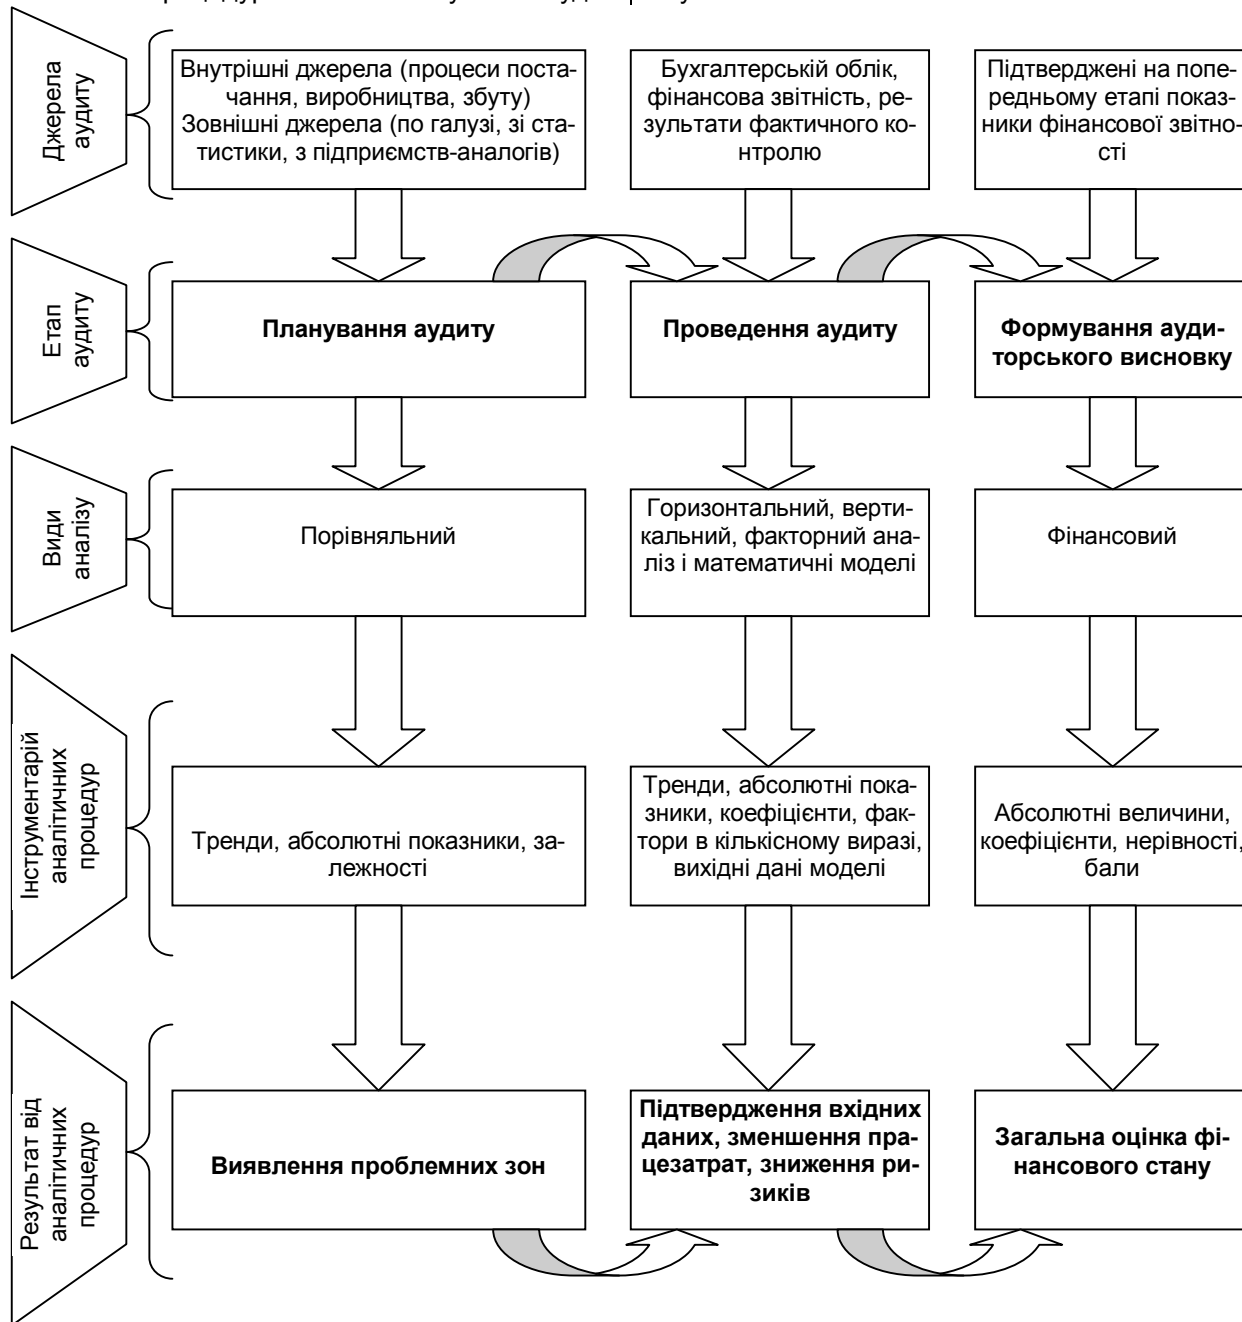 Джерела
аудиту
Внутрішні джерела (процеси поста-
чання, виробництва, збуту)
Зовнішні джерела (по галузі, зі ста-
тистики, з підприємств-аналогів)
Бухгалтерській облік,
фінансова звітність, ре-
зультати фактичного ко-
нтролю
Підтверджені на попе-
редньому етапі показ-
ники фінансової звітно-
сті
Етап
аудиту
Планування аудиту
Проведення аудиту
Формування ауди-
торського висновку
Види
аналізу
Порівняльний
Горизонтальний, верти-
кальний, факторний ана-
ліз і математичні моделі
Фінансовий
Інструментарій
аналітичних
процедур
Тренди, абсолютні показники, за-
лежності
Тренди, абсолютні пока-
зники, коефіцієнти, фак-
тори в кількісному виразі,
вихідні дані моделі
Абсолютні величини,
коефіцієнти, нерівності,
бали
Результат від
аналітичних
процедур
Виявлення проблемних зон
Підтвердження вхідних
даних, зменшення пра-
цезатрат, зниження ри-
зиків
Загальна оцінка фі-
нансового стану